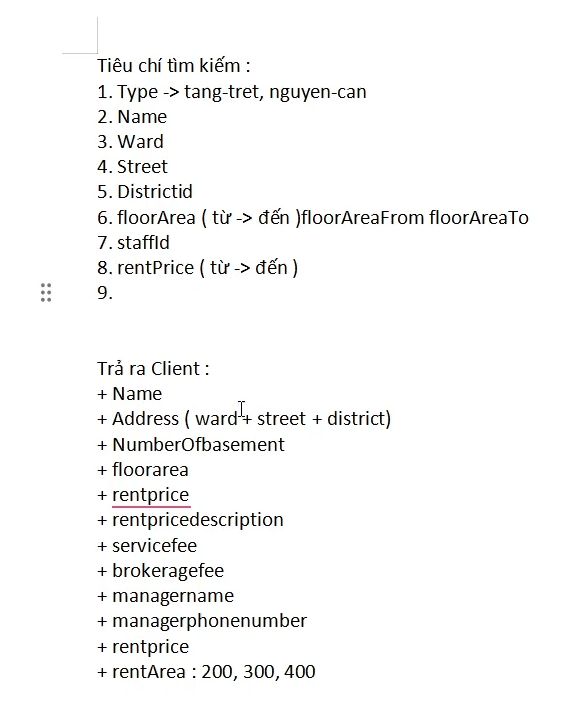 Tiêu chí tìm kiếm :
1. Type -> tang-tret, nguyen-can
2. Name
3. Ward
4. Street
5. Districtid
6. floorArea ( từ -> đến )floorAreaFrom floorAreaTo
7. staffId
8. rentPrice ( từ -> đến )
9.
Trả ra Client :
+ Name
+ Address ( ward + street + district)
+ NumberOfbasement
+ floorarea
+ rentprice
+ rentpricedescription
+ servicefee
+ brokeragefee
+ managername
+ managerphonenumber
+ rentprice
+ rentArea : 200, 300, 400